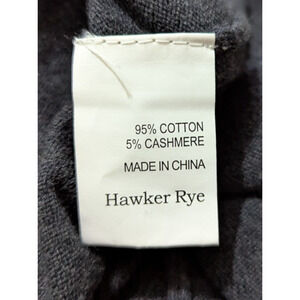 95% COTTON
5% CASHMERE
MADE IN CHINA
Hawker Rye